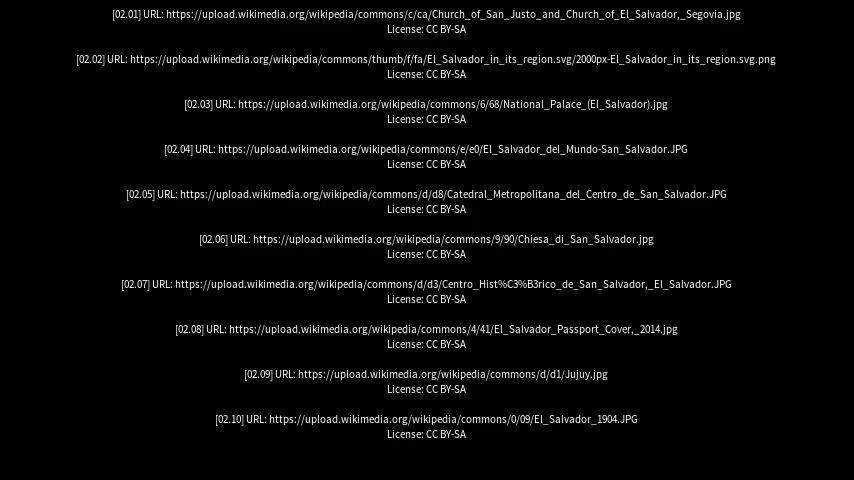 [02.01] URL: https://upload.wikimedia.org/wikipedia/commons/c/ca/Church_of_San_Justo_and_Church_of_El_Salvador,_Segovia.jpg
License: CC BY-SA
[02.02] URL: https://upload.wikimedia.org/wikipedia/commons/thumb/f/fa/El_Salvador_in_its_region.svg/2000px-El_Salvador_in_its_region.svg.png
License: CC BY-SA
[02.03] URL: https://upload.wikimedia.org/wikipedia/commons/6/68/National_Palace_(El_Salvador).jpg
License: CC BY-SA
[02.04] URL: https://upload.wikimedia.org/wikipedia/commons/e/e0/El_Salvador_del_Mundo-San_Salvador.JPG
License: CC BY-SA
[02.05] URL: https://upload.wikimedia.org/wikipedia/commons/d/d8/Catedral_Metropolitana_del_Centro_de_San_Salvador.JPG
License: CC BY-SA
[02.06] URL: https://upload.wikimedia.org/wikipedia/commons/9/90/Chiesa_di_San_Salvador.jpg
License: CC BY-SA
[02.07] URL: https://upload.wikimedia.org/wikipedia/commons/d/d3/Centro_Hist%C3%B3rico_de_San_Salvador,_El_Salvador.JPG
License: CC BY-SA
[02.08] URL: https://upload.wikimedia.org/wikipedia/commons/4/41/El_Salvador_Passport_Cover,_2014.jpg
License: CC BY-SA
[02.09] URL: https://upload.wikimedia.org/wikipedia/commons/d/d1/Jujuy.jpg
License: CC BY-SA
[02.10] URL: https://upload.wikimedia.org/wikipedia/commons/0/09/El_Salvador_1904.JPG
License: CC BY-SA